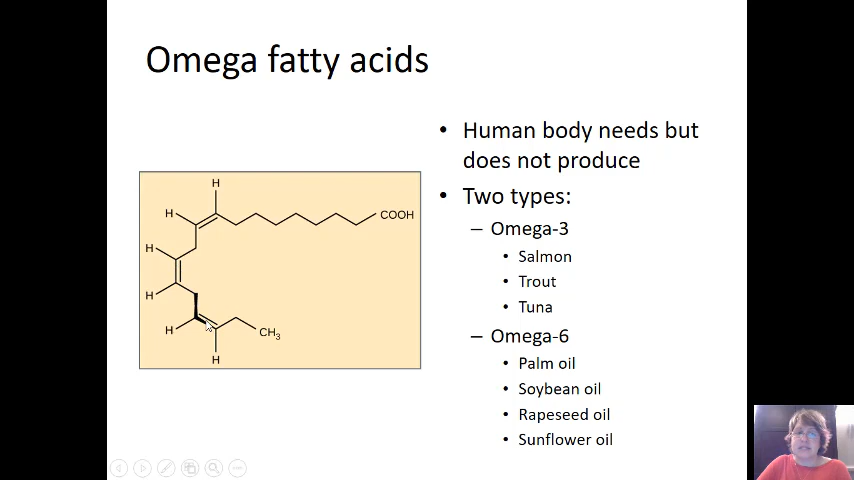 Omega fatty acids
H
H
COOH
H
H
H
CH3
H
• Human body needs but
does not produce
• Two types:
– Omega-3
• Salmon
• Trout
• Tuna
– Omega-6
• Palm oil
• Soybean oil
• Rapeseed oil
• Sunflower oil